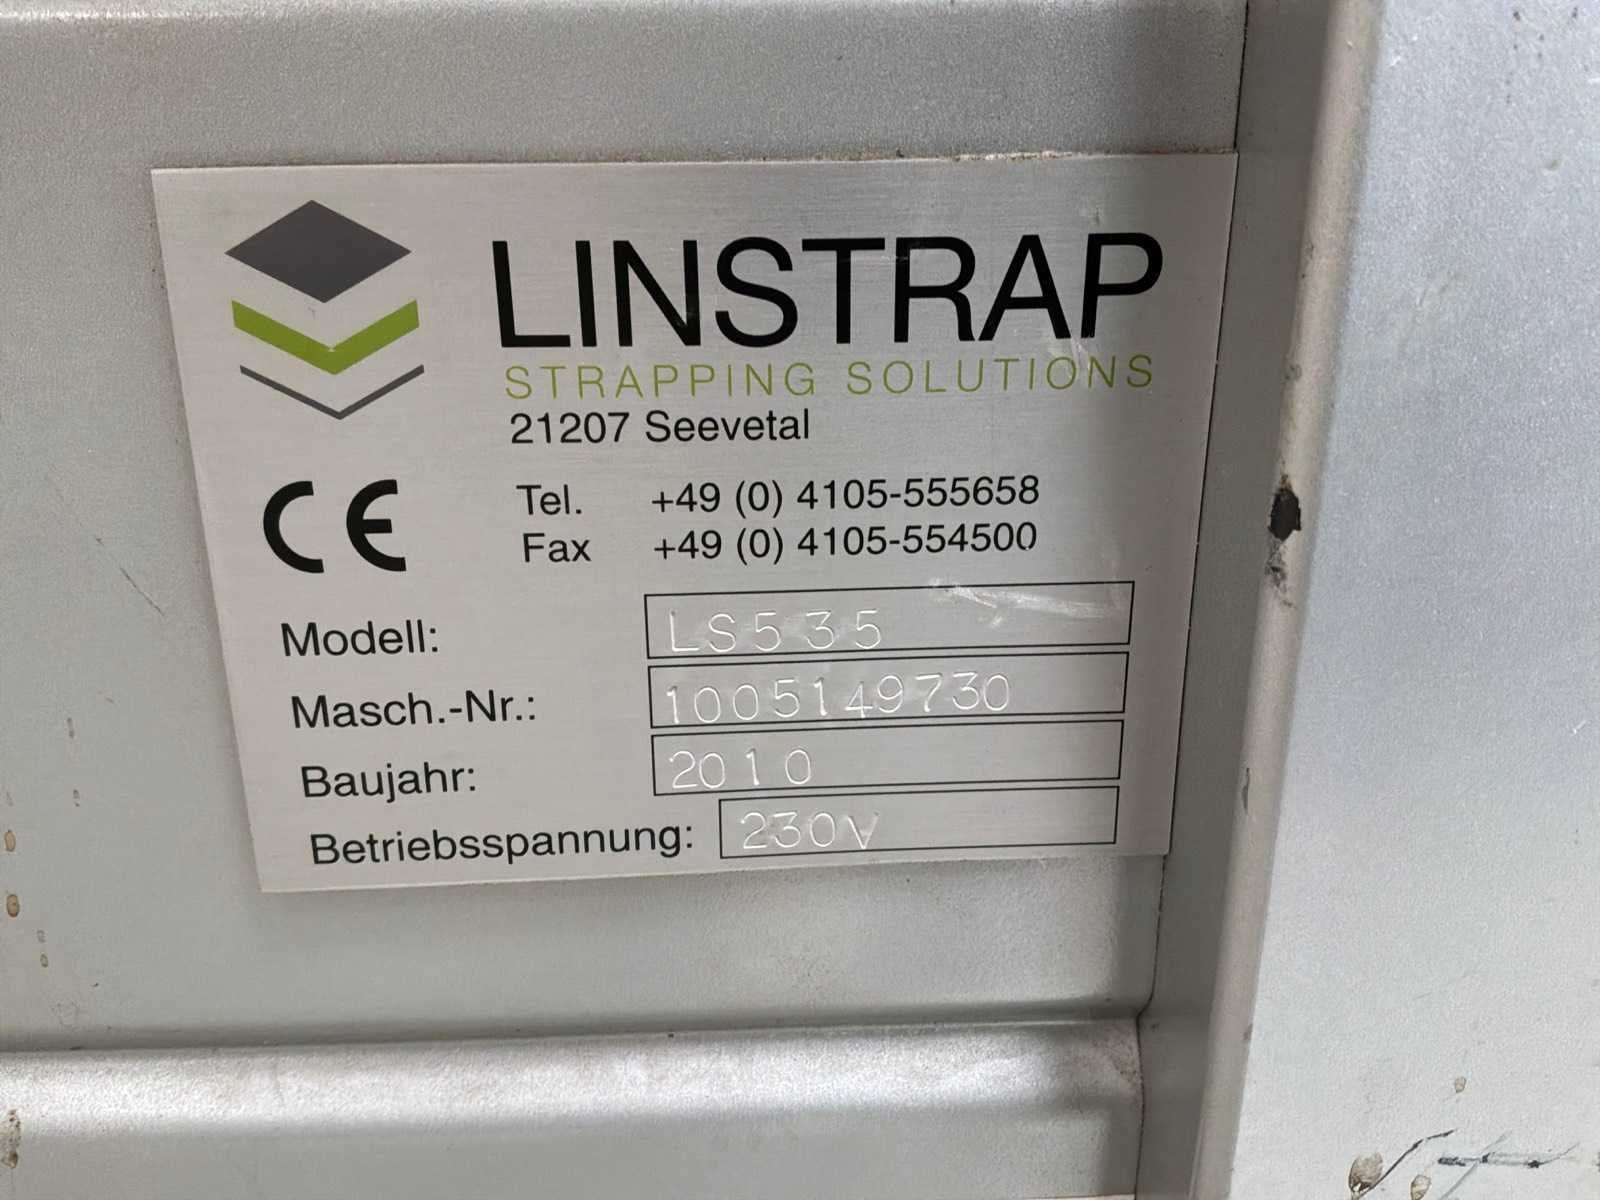 LINSTRAP
STRAPPING SOLUTIONS
21207 Seevetal
CE
Tel. +49 (0) 4105-555658
Fax +49 (0) 4105-554500
Modell: LS535
Masch.-Nr.: 1005149730
Baujahr: 2010
Betriebsspannung: 230V